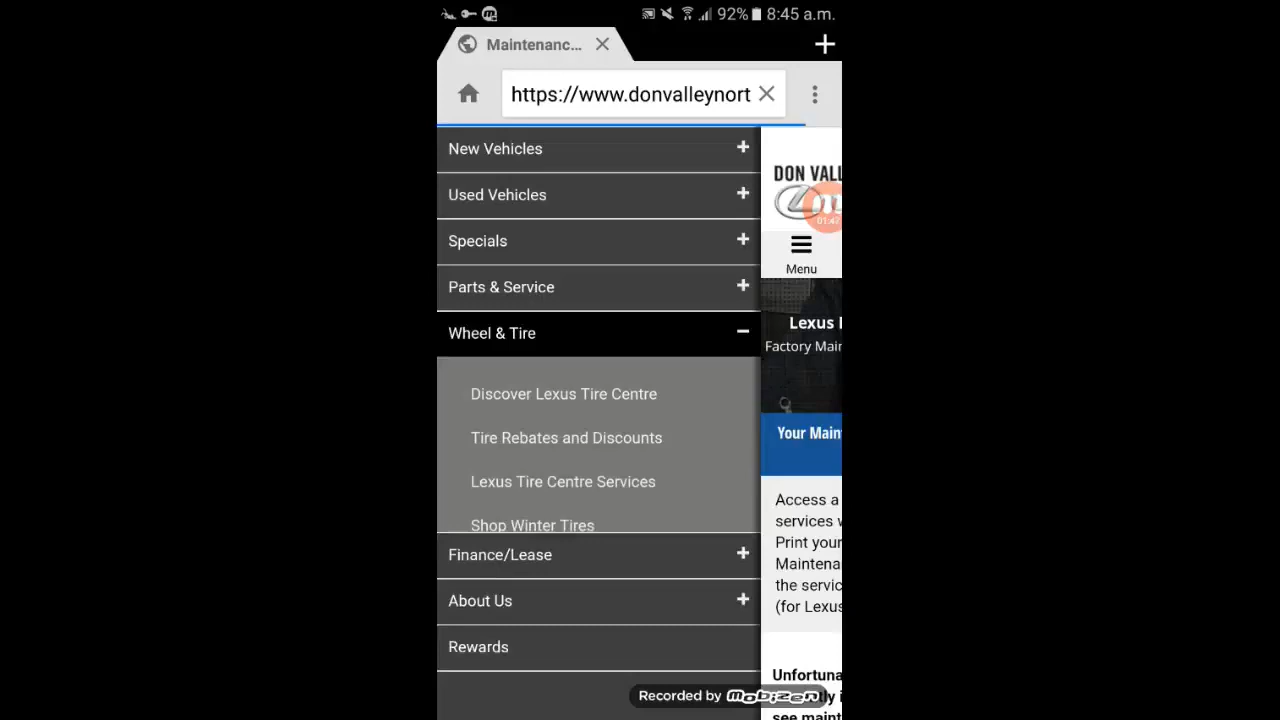 92% 8:45 a.m.
Maintenanc...
https://www.donvalleynort
New Vehicles
Used Vehicles
Specials
Parts & Service
Wheel & Tire
Discover Lexus Tire Centre
Tire Rebates and Discounts
Lexus Tire Centre Services
Shop Winter Tires
Finance/Lease
About Us
Rewards
DON VALL
01:47
Menu
Lexus
Factory Mair
Your Main
Access a
services
Print your
Maintena
the servic
(for Lexus
Unfortuna
see maint
Recorded by mobizen